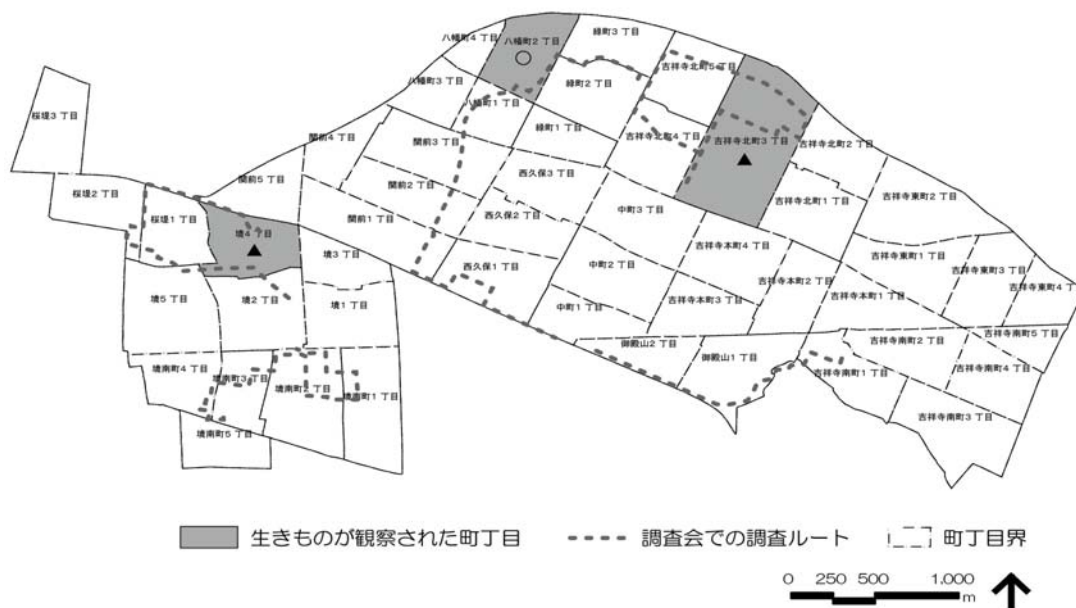 八幡町4 丁目
八幡町2 丁目
緑町3 丁目
吉祥寺北町5 丁目
八幡町3 丁目
緑町2 丁目
八幡町1 丁目
桜堤3 丁目
関前4 丁目
関前3 丁目
緑町1 丁目
吉祥寺北町4 丁目
吉祥寺北町3 丁目
吉祥寺北町2 丁目
関前5 丁目
関前2 丁目
西久保3 丁目
吉祥寺北町1 丁目
吉祥寺東町2 丁目
桜堤2 丁目
桜堤1 丁目
関前1 丁目
西久保2 丁目
中町3 丁目
境4 丁目
境3 丁目
吉祥寺本町4 丁目
吉祥寺東町1 丁目
西久保1 丁目
中町2 丁目
吉祥寺東町3 丁目
吉祥寺本町2 丁目
吉祥寺東町4 丁目
境5 丁目
境2 丁目
境1 丁目
中町1 丁目
吉祥寺本町3 丁目
吉祥寺本町1 丁目
吉祥寺南町5 丁目
御殿山2 丁目
吉祥寺南町2 丁目
御殿山1 丁目
境南町4 丁目
境南町3 丁目
境南町2 丁目
境南町1 丁目
吉祥寺南町1 丁目
吉祥寺南町4 丁目
吉祥寺南町3 丁目
境南町5 丁目
生きものが観察された町丁目
調査会での調査ルート
町丁目界
0 250 500 1,000
m